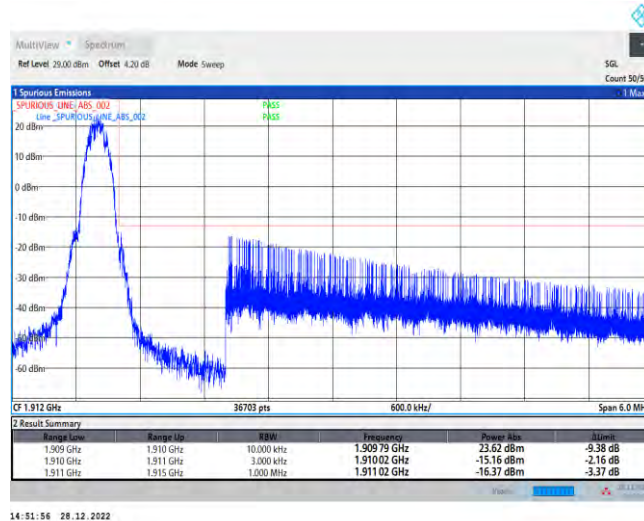 MultiView Spectrum
Ref Level 29.00 dBm Offset 4.20 dB Mode Sweep SGL
Count 50/5
1 Spurious Emissions 1 Max
SPURIOUS_LINE_ABS_002 PASS
Line _SPURIOUS_LINE_ABS_002 PASS
20 dBm
10 dBm
0 dBm
-10 dBm
-20 dBm
-30 dBm
-40 dBm
-50 dBm
-60 dBm
CF 1.912 GHz 36703 pts 600.0 kHz/ Span 6.0 MH
2 Result Summary
Range Low Range Up RBW Frequency Power Abs ΔLimit
1.909 GHz 1.910 GHz 10.000 kHz 1.909 79 GHz 23.62 dBm -9.38 dB
1.910 GHz 1.911 GHz 3.000 kHz 1.910 02 GHz -15.16 dBm -2.16 dB
1.911 GHz 1.915 GHz 1.000 MHz 1.911 02 GHz -16.37 dBm -3.37 dB
14:51:56 28.12.2022